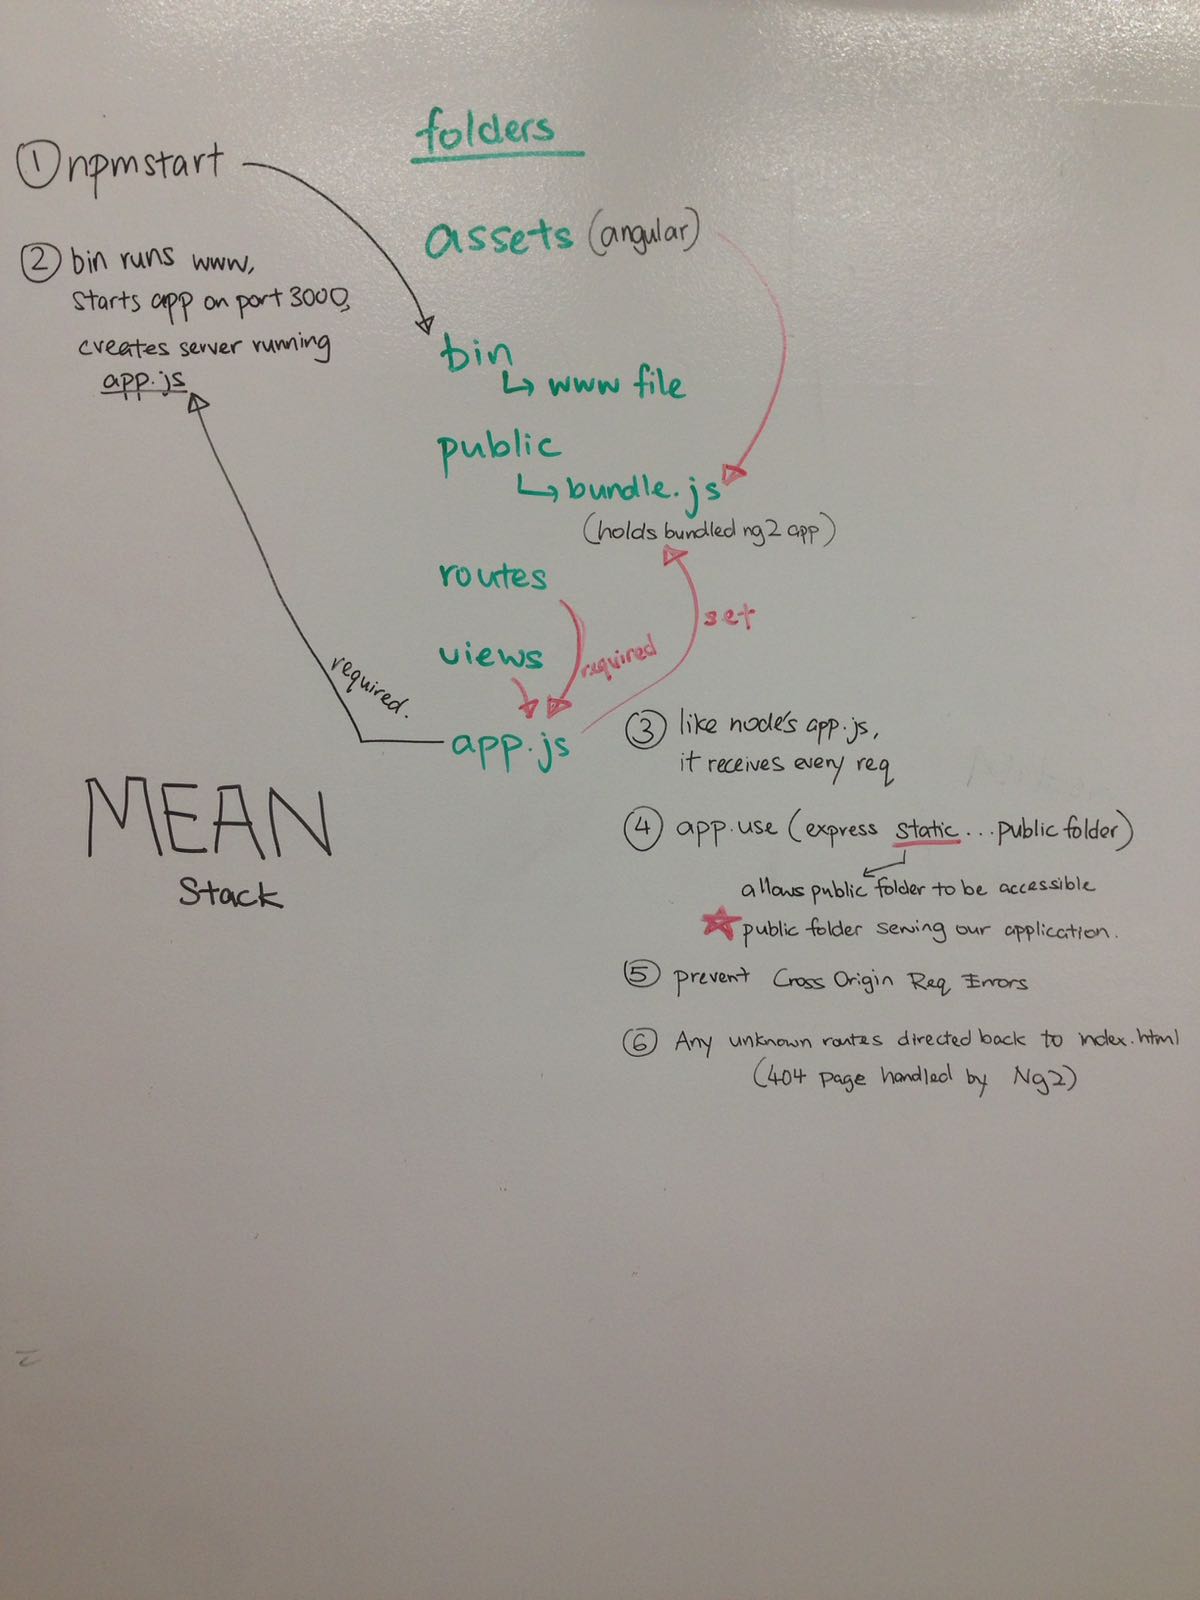 folders
① npm start
assets (angular)
② bin runs www,
starts app on port 3000,
creates server running
app.js
bin
↳ www file
public
↳ bundle.js
(holds bundled ng2 app)
routes
set
views
required
required.
app.js
③ like node's app.js,
it receives every req
MEAN
Stack
④ app.use (express static... public folder)
allows public folder to be accessible
★ public folder serving our application.
⑤ prevent Cross Origin Req Errors
⑥ Any unknown routes directed back to index.html
(404 page handled by Ng2)